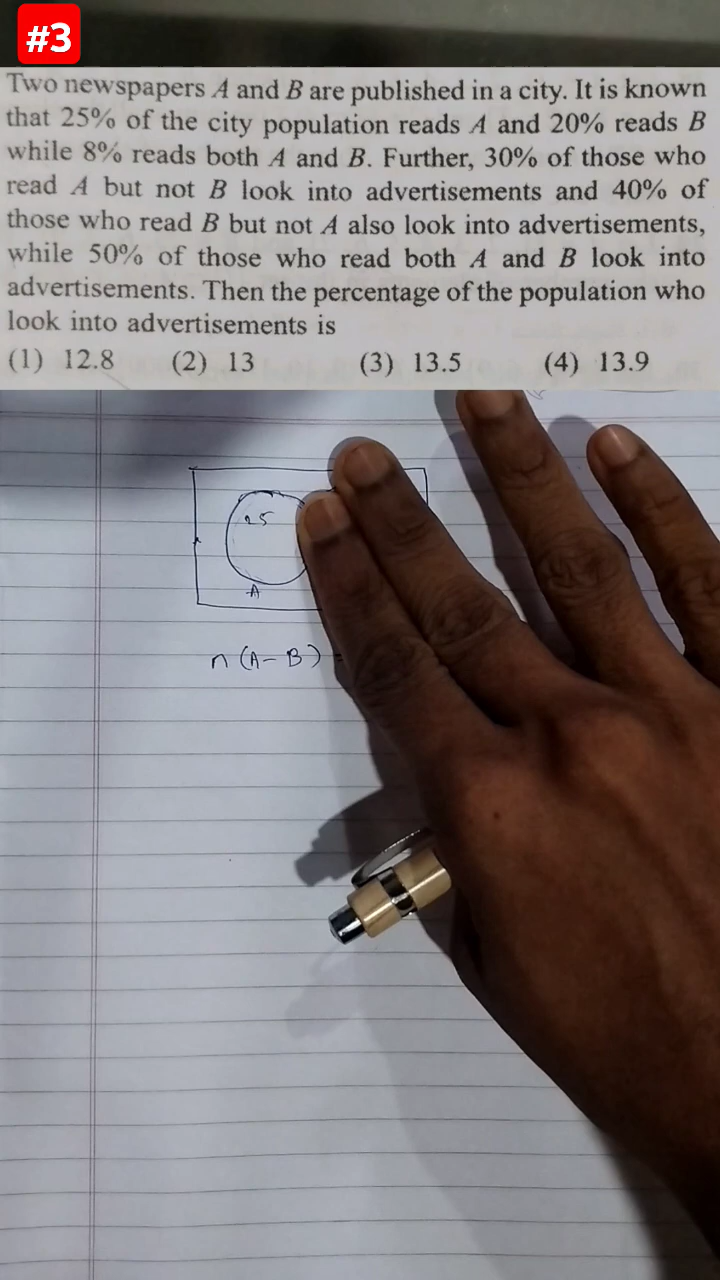 #3
Two newspapers A and B are published in a city. It is known
that 25% of the city population reads A and 20% reads B
while 8% reads both A and B. Further, 30% of those who
read A but not B look into advertisements and 40% of
those who read B but not A also look into advertisements,
while 50% of those who read both A and B look into
advertisements. Then the percentage of the population who
look into advertisements is
(1) 12.8 (2) 13 (3) 13.5 (4) 13.9
25
A
n (A - B)